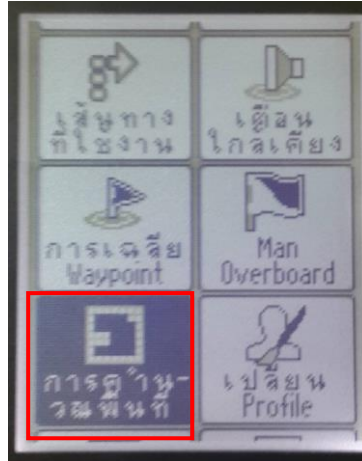 เส้นทาง
ที่ใช้งาน
เตือน
ใกล้เคียง
การเฉลี่ย
Waypoint
Man
Overboard
การคำน-
วณพื้นที่
เปลี่ยน
Profile